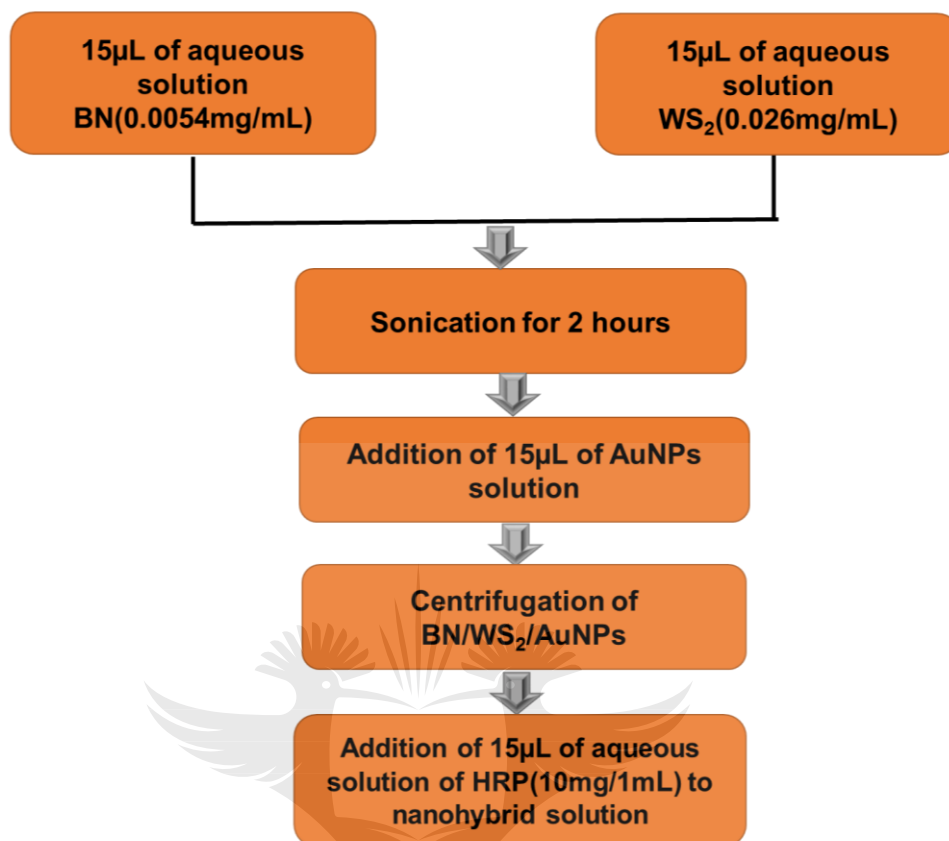 15µL of aqueous
solution
BN(0.0054mg/mL)
15µL of aqueous
solution
WS₂(0.026mg/mL)
Sonication for 2 hours
Addition of 15µL of AuNPs
solution
Centrifugation of
BN/WS₂/AuNPs
Addition of 15µL of aqueous
solution of HRP(10mg/1mL) to
nanohybrid solution